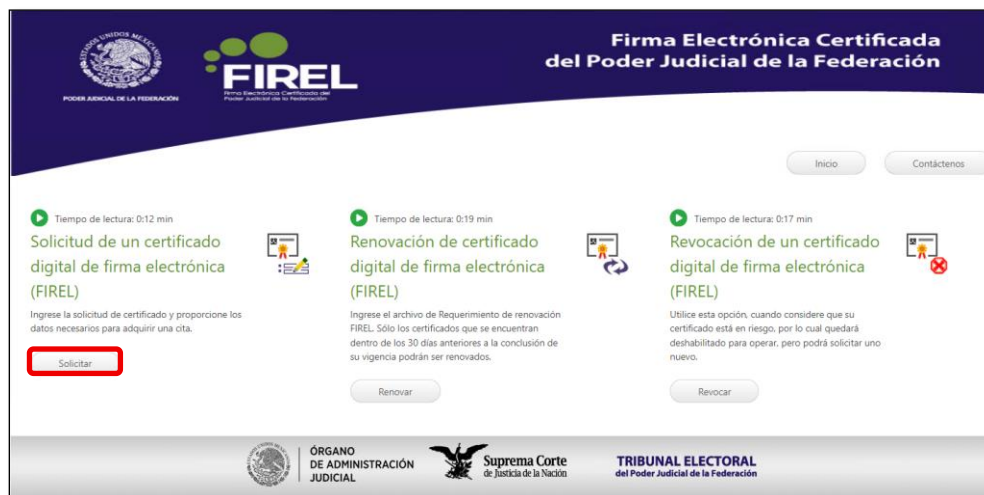 ESTADOS UNIDOS MEXICANOS
PODER JUDICIAL DE LA FEDERACIÓN
FIREL
Firma Electrónica Certificada del
Poder Judicial de la Federación
Firma Electrónica Certificada
del Poder Judicial de la Federación
Inicio
Contáctenos
Tiempo de lectura: 0:12 min
Solicitud de un certificado
digital de firma electrónica
(FIREL)
Ingrese la solicitud de certificado y proporcione los
datos necesarios para adquirir una cita.
Solicitar
Tiempo de lectura: 0:19 min
Renovación de certificado
digital de firma electrónica
(FIREL)
Ingrese el archivo de Requerimiento de renovación
FIREL. Sólo los certificados que se encuentran
dentro de los 30 días anteriores a la conclusión de
su vigencia podrán ser renovados.
Renovar
Tiempo de lectura: 0:17 min
Revocación de un certificado
digital de firma electrónica
(FIREL)
Utilice esta opción, cuando considere que su
certificado está en riesgo, por lo cual quedará
deshabilitado para operar, pero podrá solicitar uno
nuevo.
Revocar
ÓRGANO
DE ADMINISTRACIÓN
JUDICIAL
Suprema Corte
de Justicia de la Nación
TRIBUNAL ELECTORAL
del Poder Judicial de la Federación